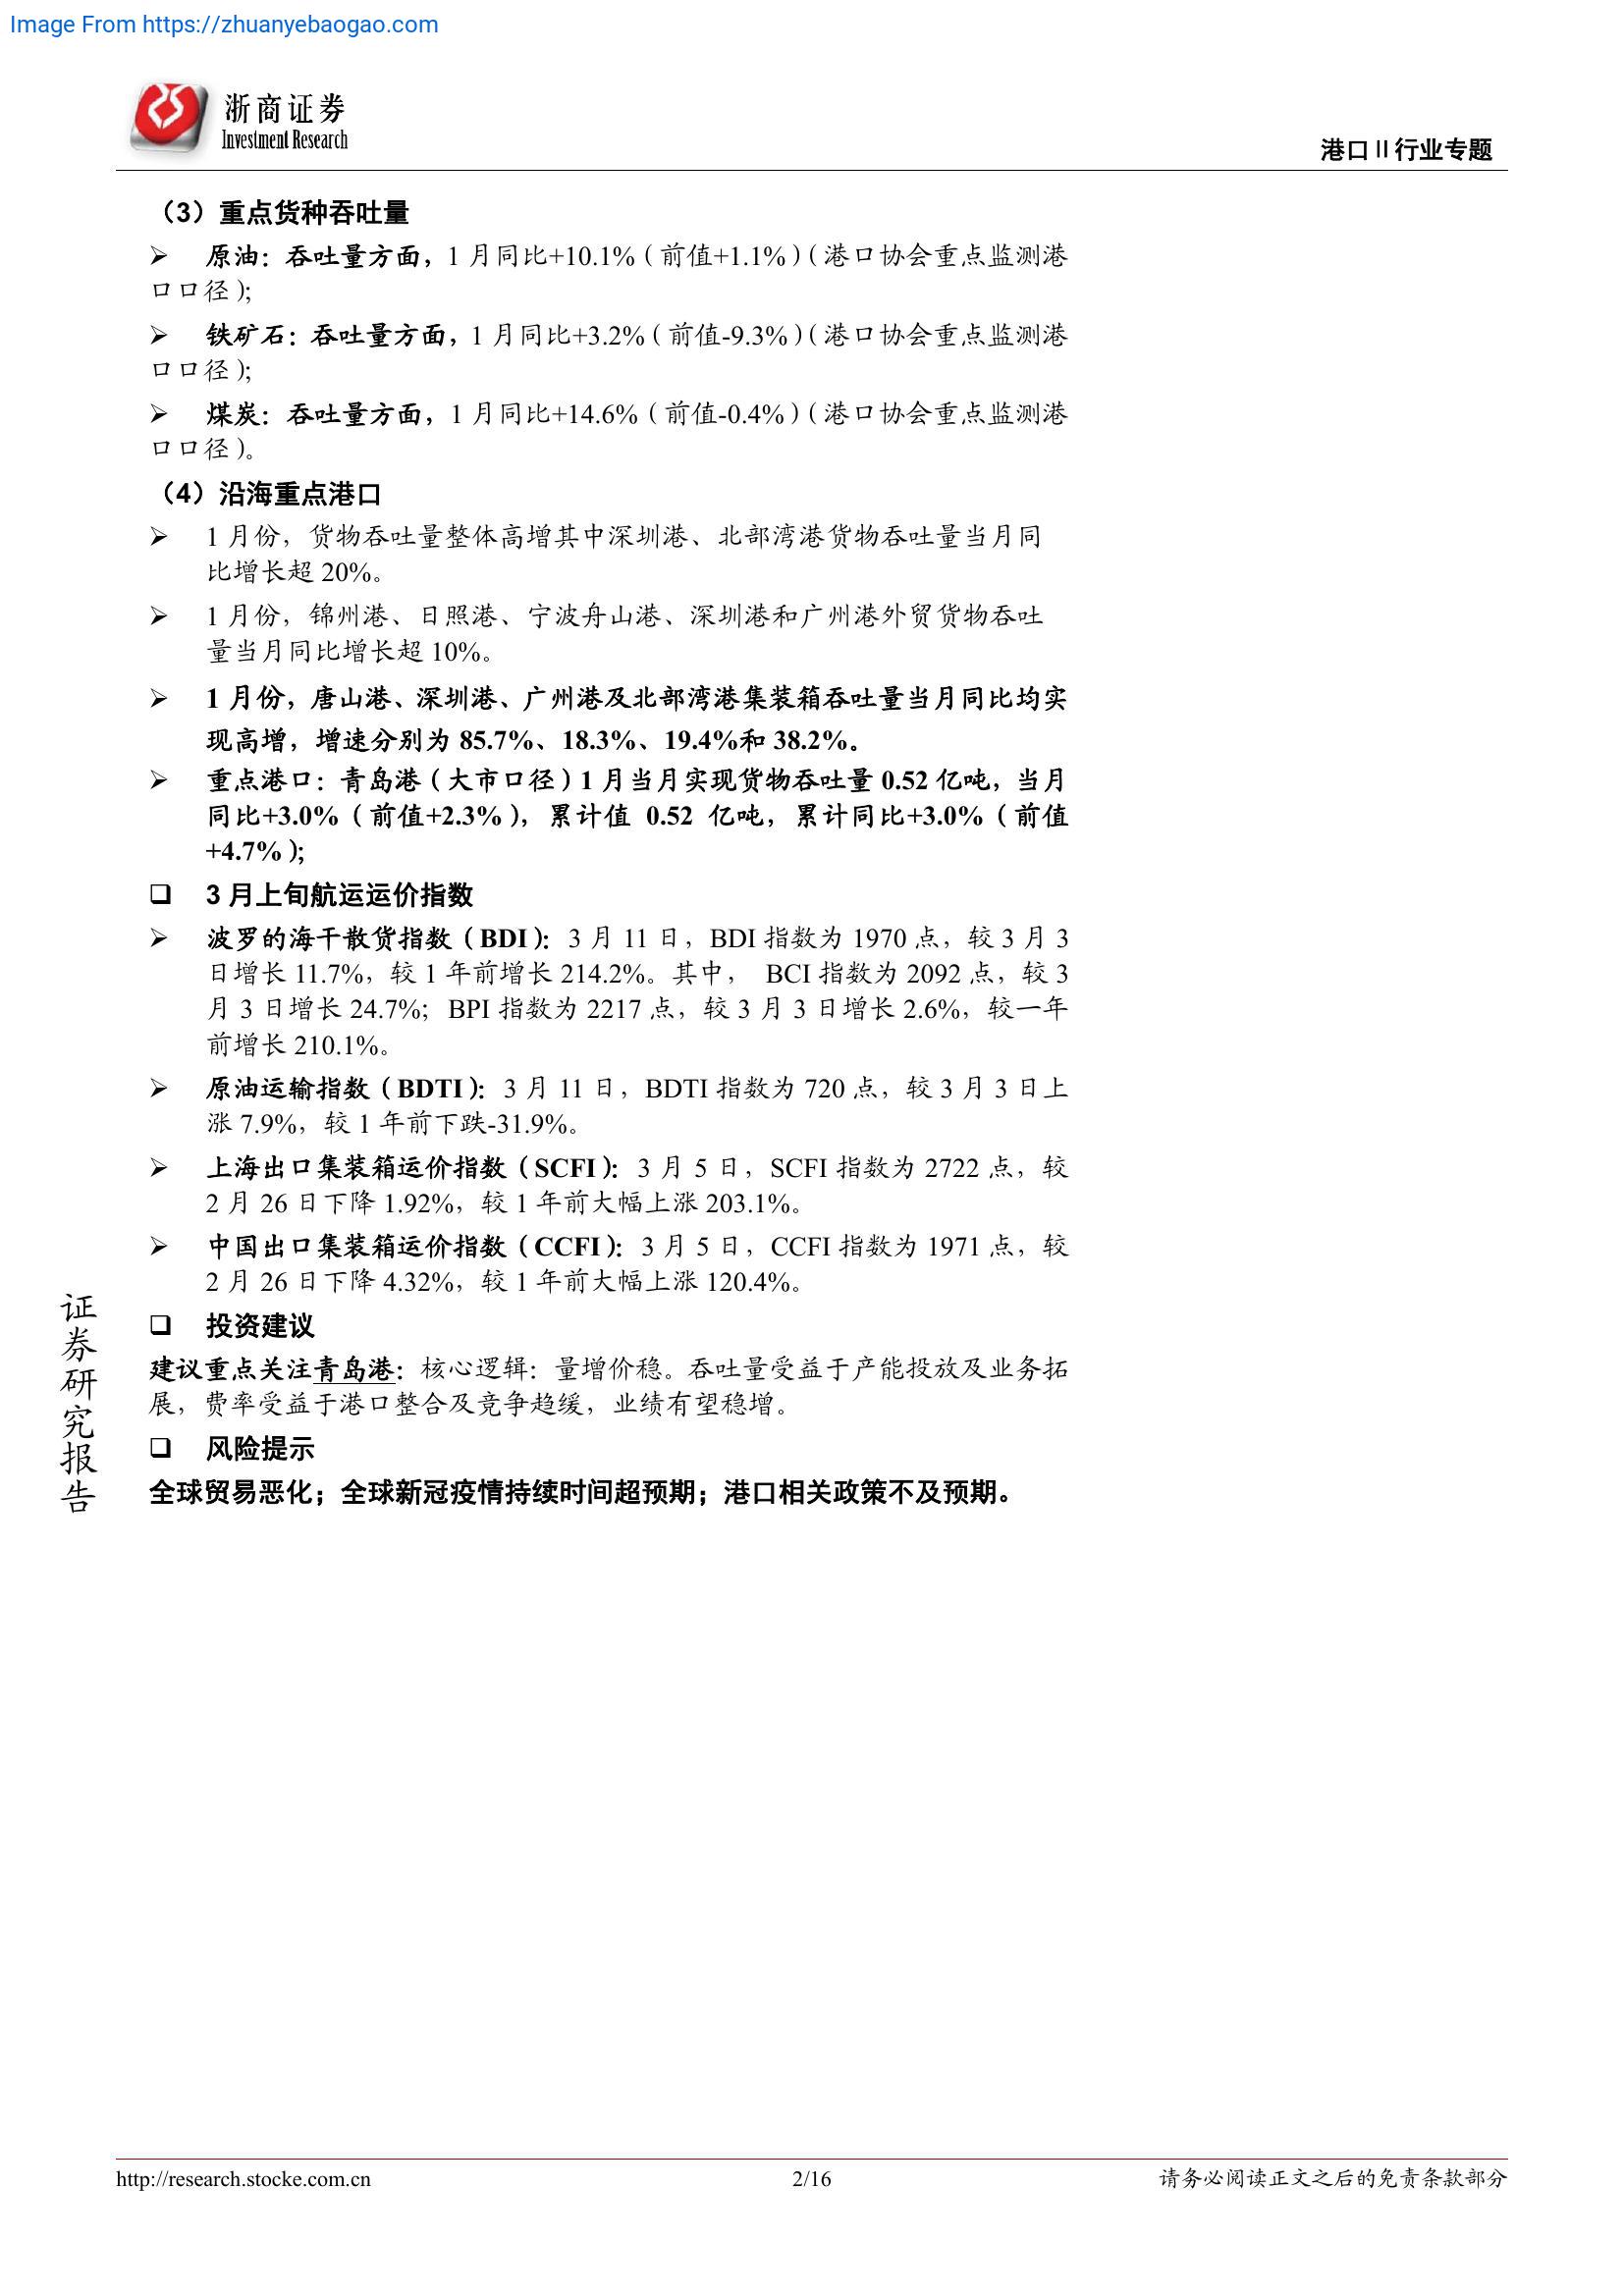 Image From https://zhuanyebaogao.com
浙商证券
Investment Research
港口Ⅱ行业专题
（3）重点货种吞吐量
➢ 原油：吞吐量方面，1 月同比+10.1%（前值+1.1%）（港口协会重点监测港
口口径）；
➢ 铁矿石：吞吐量方面，1 月同比+3.2%（前值-9.3%）（港口协会重点监测港
口口径）；
➢ 煤炭：吞吐量方面，1 月同比+14.6%（前值-0.4%）（港口协会重点监测港
口口径）。
（4）沿海重点港口
➢ 1 月份，货物吞吐量整体高增其中深圳港、北部湾港货物吞吐量当月同
比增长超 20%。
➢ 1 月份，锦州港、日照港、宁波舟山港、深圳港和广州港外贸货物吞吐
量当月同比增长超 10%。
➢ 1 月份，唐山港、深圳港、广州港及北部湾港集装箱吞吐量当月同比均实
现高增，增速分别为 85.7%、18.3%、19.4%和 38.2%。
➢ 重点港口：青岛港（大市口径）1 月当月实现货物吞吐量 0.52 亿吨，当月
同比+3.0%（前值+2.3%），累计值 0.52 亿吨，累计同比+3.0%（前值
+4.7%）；
❑ 3 月上旬航运运价指数
➢ 波罗的海干散货指数（BDI）：3 月 11 日，BDI 指数为 1970 点，较 3 月 3
日增长 11.7%，较 1 年前增长 214.2%。其中， BCI 指数为 2092 点，较 3
月 3 日增长 24.7%；BPI 指数为 2217 点，较 3 月 3 日增长 2.6%，较一年
前增长 210.1%。
➢ 原油运输指数（BDTI）：3 月 11 日，BDTI 指数为 720 点，较 3 月 3 日上
涨 7.9%，较 1 年前下跌-31.9%。
➢ 上海出口集装箱运价指数（SCFI）：3 月 5 日，SCFI 指数为 2722 点，较
2 月 26 日下降 1.92%，较 1 年前大幅上涨 203.1%。
➢ 中国出口集装箱运价指数（CCFI）：3 月 5 日，CCFI 指数为 1971 点，较
2 月 26 日下降 4.32%，较 1 年前大幅上涨 120.4%。
❑ 投资建议
建议重点关注青岛港：核心逻辑：量增价稳。吞吐量受益于产能投放及业务拓
展，费率受益于港口整合及竞争趋缓，业绩有望稳增。
❑ 风险提示
全球贸易恶化；全球新冠疫情持续时间超预期；港口相关政策不及预期。
证券研究报告
http://research.stocke.com.cn
2/16
请务必阅读正文之后的免责条款部分